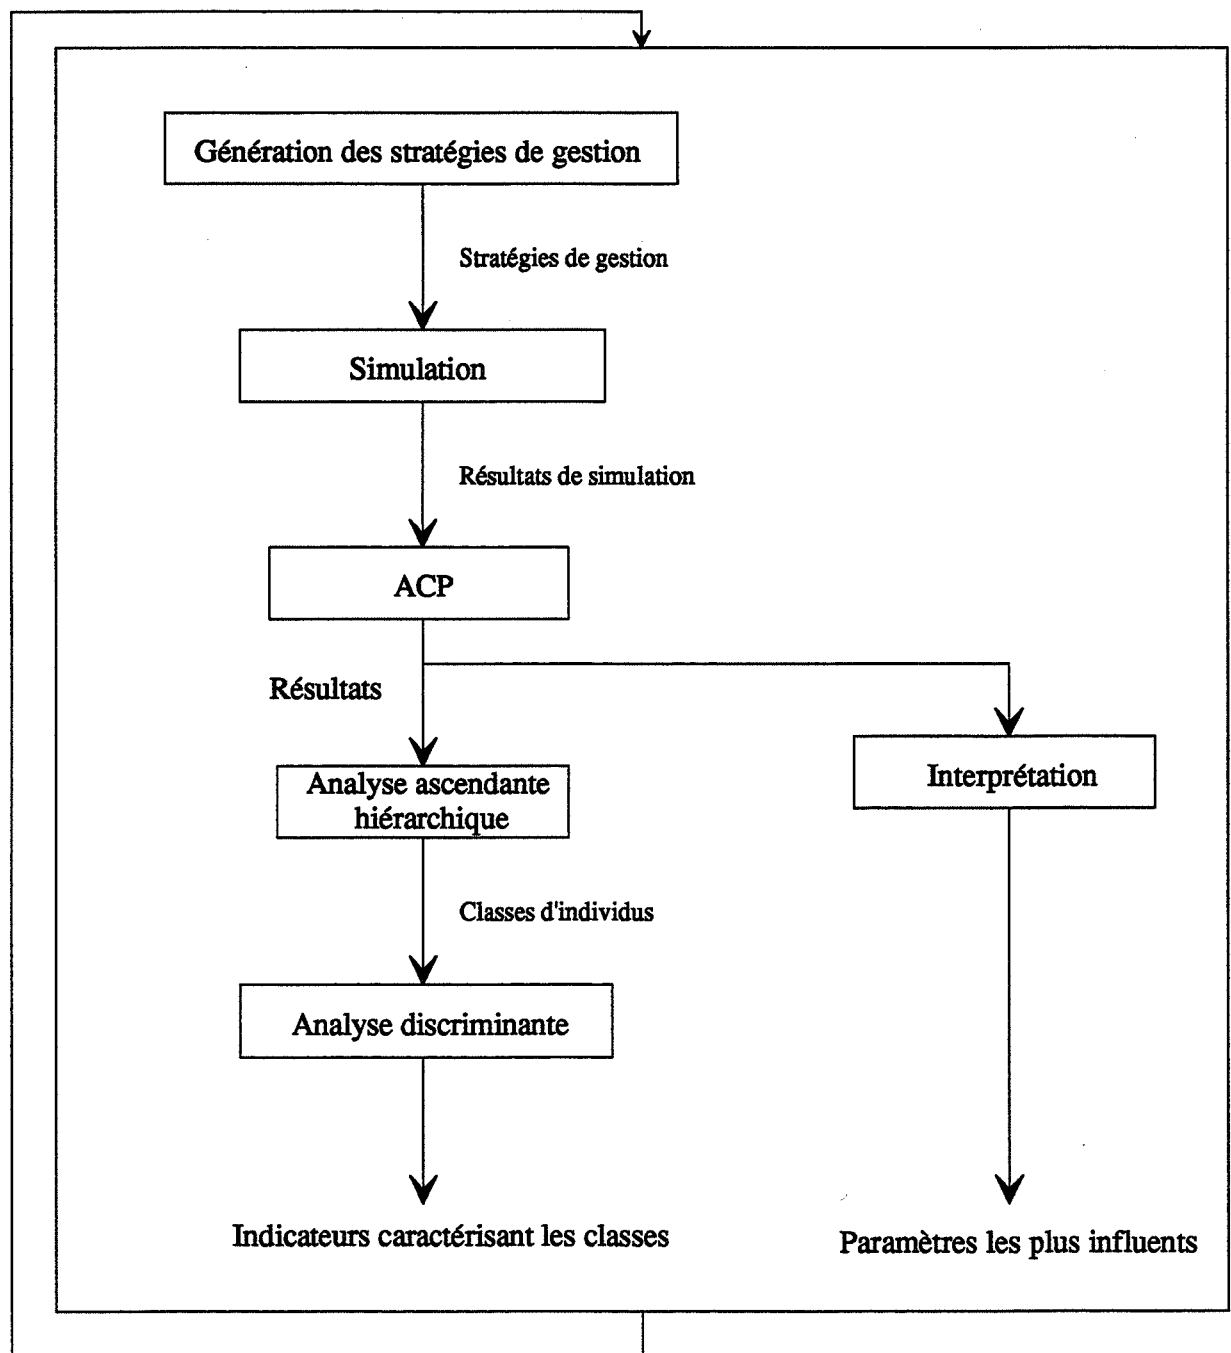 Génération des stratégies de gestion
Stratégies de gestion
Simulation
Résultats de simulation
ACP
Résultats
Analyse ascendante
hiérarchique
Interprétation
Classes d'individus
Analyse discriminante
Indicateurs caractérisant les classes
Paramètres les plus influents